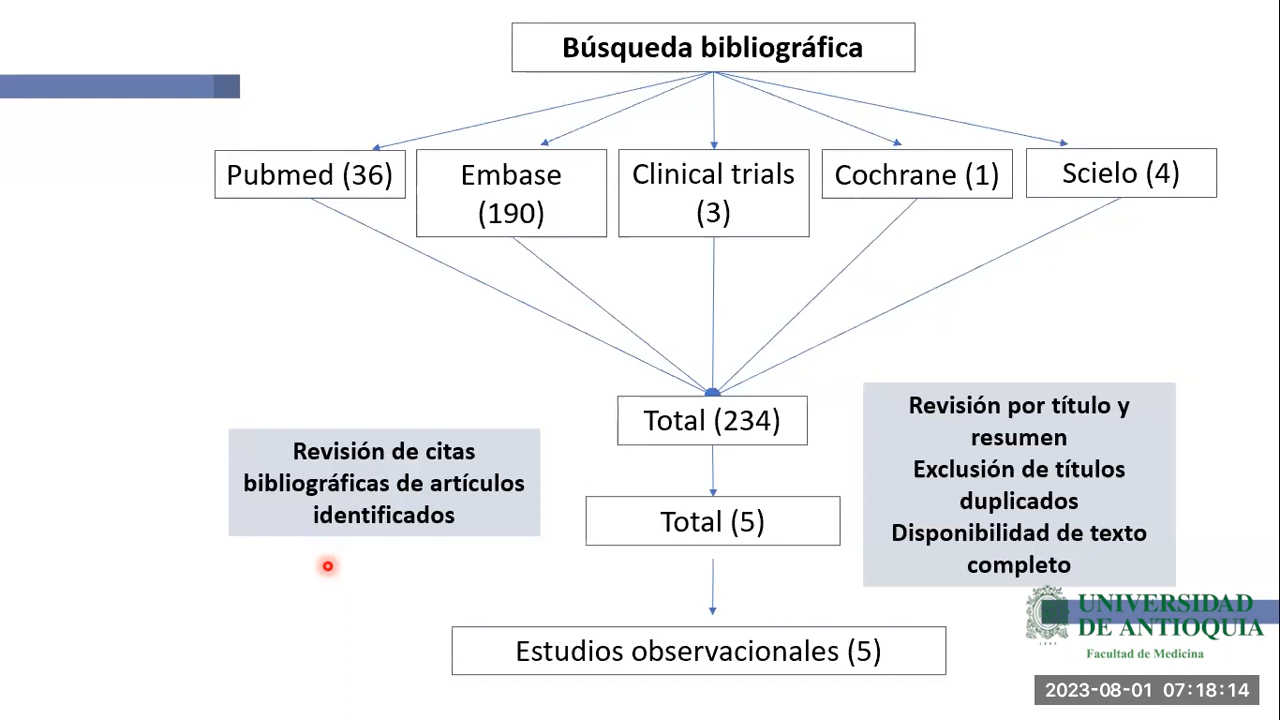 Búsqueda bibliográfica
Pubmed (36)
Embase
(190)
Clinical trials
(3)
Cochrane (1)
Scielo (4)
Total (234)
Revisión por título y
resumen
Exclusión de títulos
duplicados
Disponibilidad de texto
completo
Revisión de citas
bibliográficas de artículos
identificados
Total (5)
Estudios observacionales (5)
UNIVERSIDAD
DE ANTIOQUIA
Facultad de Medicina
2023-08-01 07:18:14